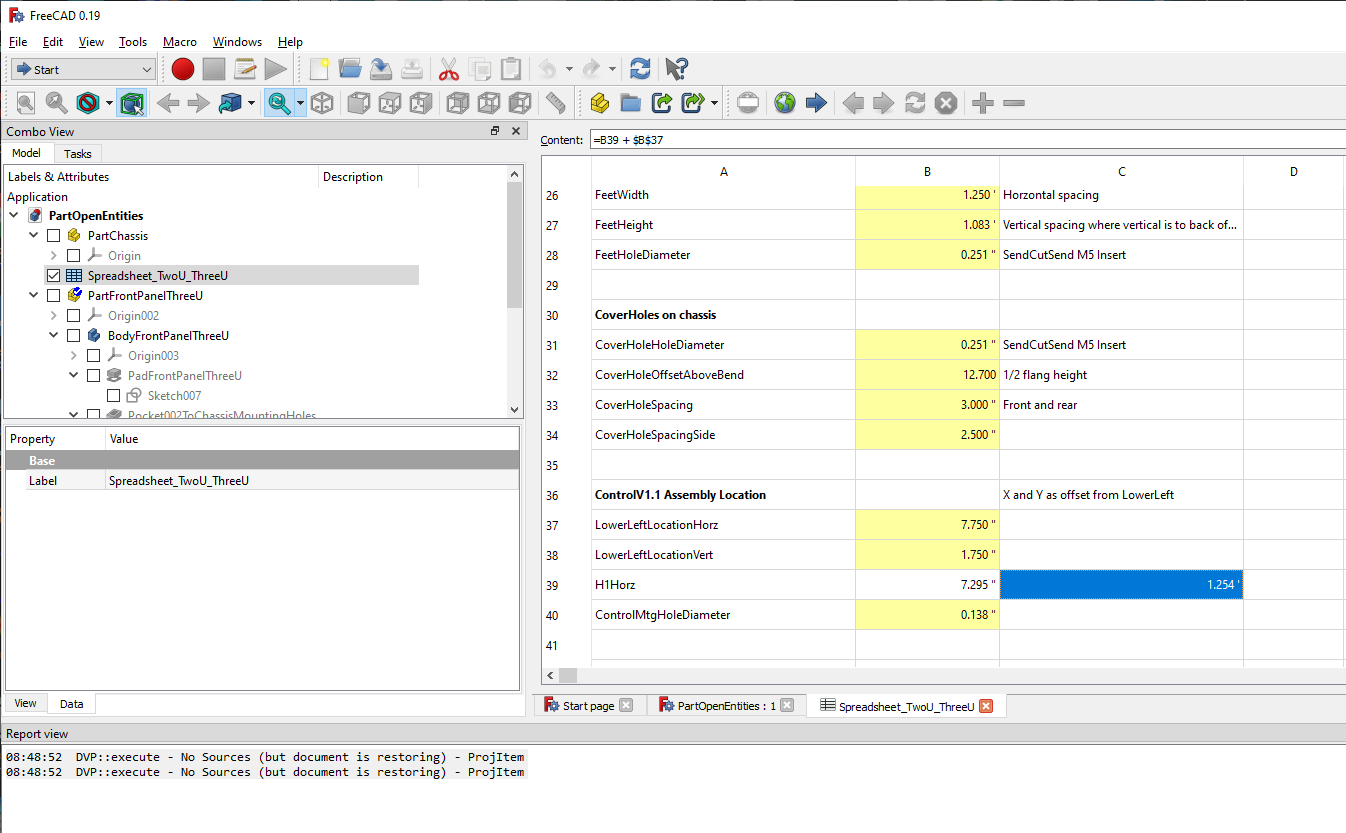 FreeCAD 0.19
File Edit View Tools Macro Windows Help
Start
Combo View
Model Tasks
Labels & Attributes Description
Application
PartOpenEntities
PartChassis
Origin
Spreadsheet_TwoU_ThreeU
PartFrontPanelThreeU
Origin002
BodyFrontPanelThreeU
Origin003
PadFrontPanelThreeU
Sketch007
Pocket002ToChassisMountingHoles
Property Value
Base
Label Spreadsheet_TwoU_ThreeU
View Data
Content: =B39 + $B$37
A B C D
26 FeetWidth 1.250 ' Horzontal spacing
27 FeetHeight 1.083 ' Vertical spacing where vertical is to back of...
28 FeetHoleDiameter 0.251 " SendCutSend M5 Insert
29
30 CoverHoles on chassis
31 CoverHoleHoleDiameter 0.251 " SendCutSend M5 Insert
32 CoverHoleOffsetAboveBend 12.700 1/2 flang height
33 CoverHoleSpacing 3.000 " Front and rear
34 CoverHoleSpacingSide 2.500 "
35
36 ControlV1.1 Assembly Location X and Y as offset from LowerLeft
37 LowerLeftLocationHorz 7.750 "
38 LowerLeftLocationVert 1.750 "
39 H1Horz 7.295 " 1.254 '
40 ControlMtgHoleDiameter 0.138 "
41
Start page PartOpenEntities : 1 Spreadsheet_TwoU_ThreeU
Report view
08:48:52 DVP::execute - No Sources (but document is restoring) - ProjItem
08:48:52 DVP::execute - No Sources (but document is restoring) - ProjItem